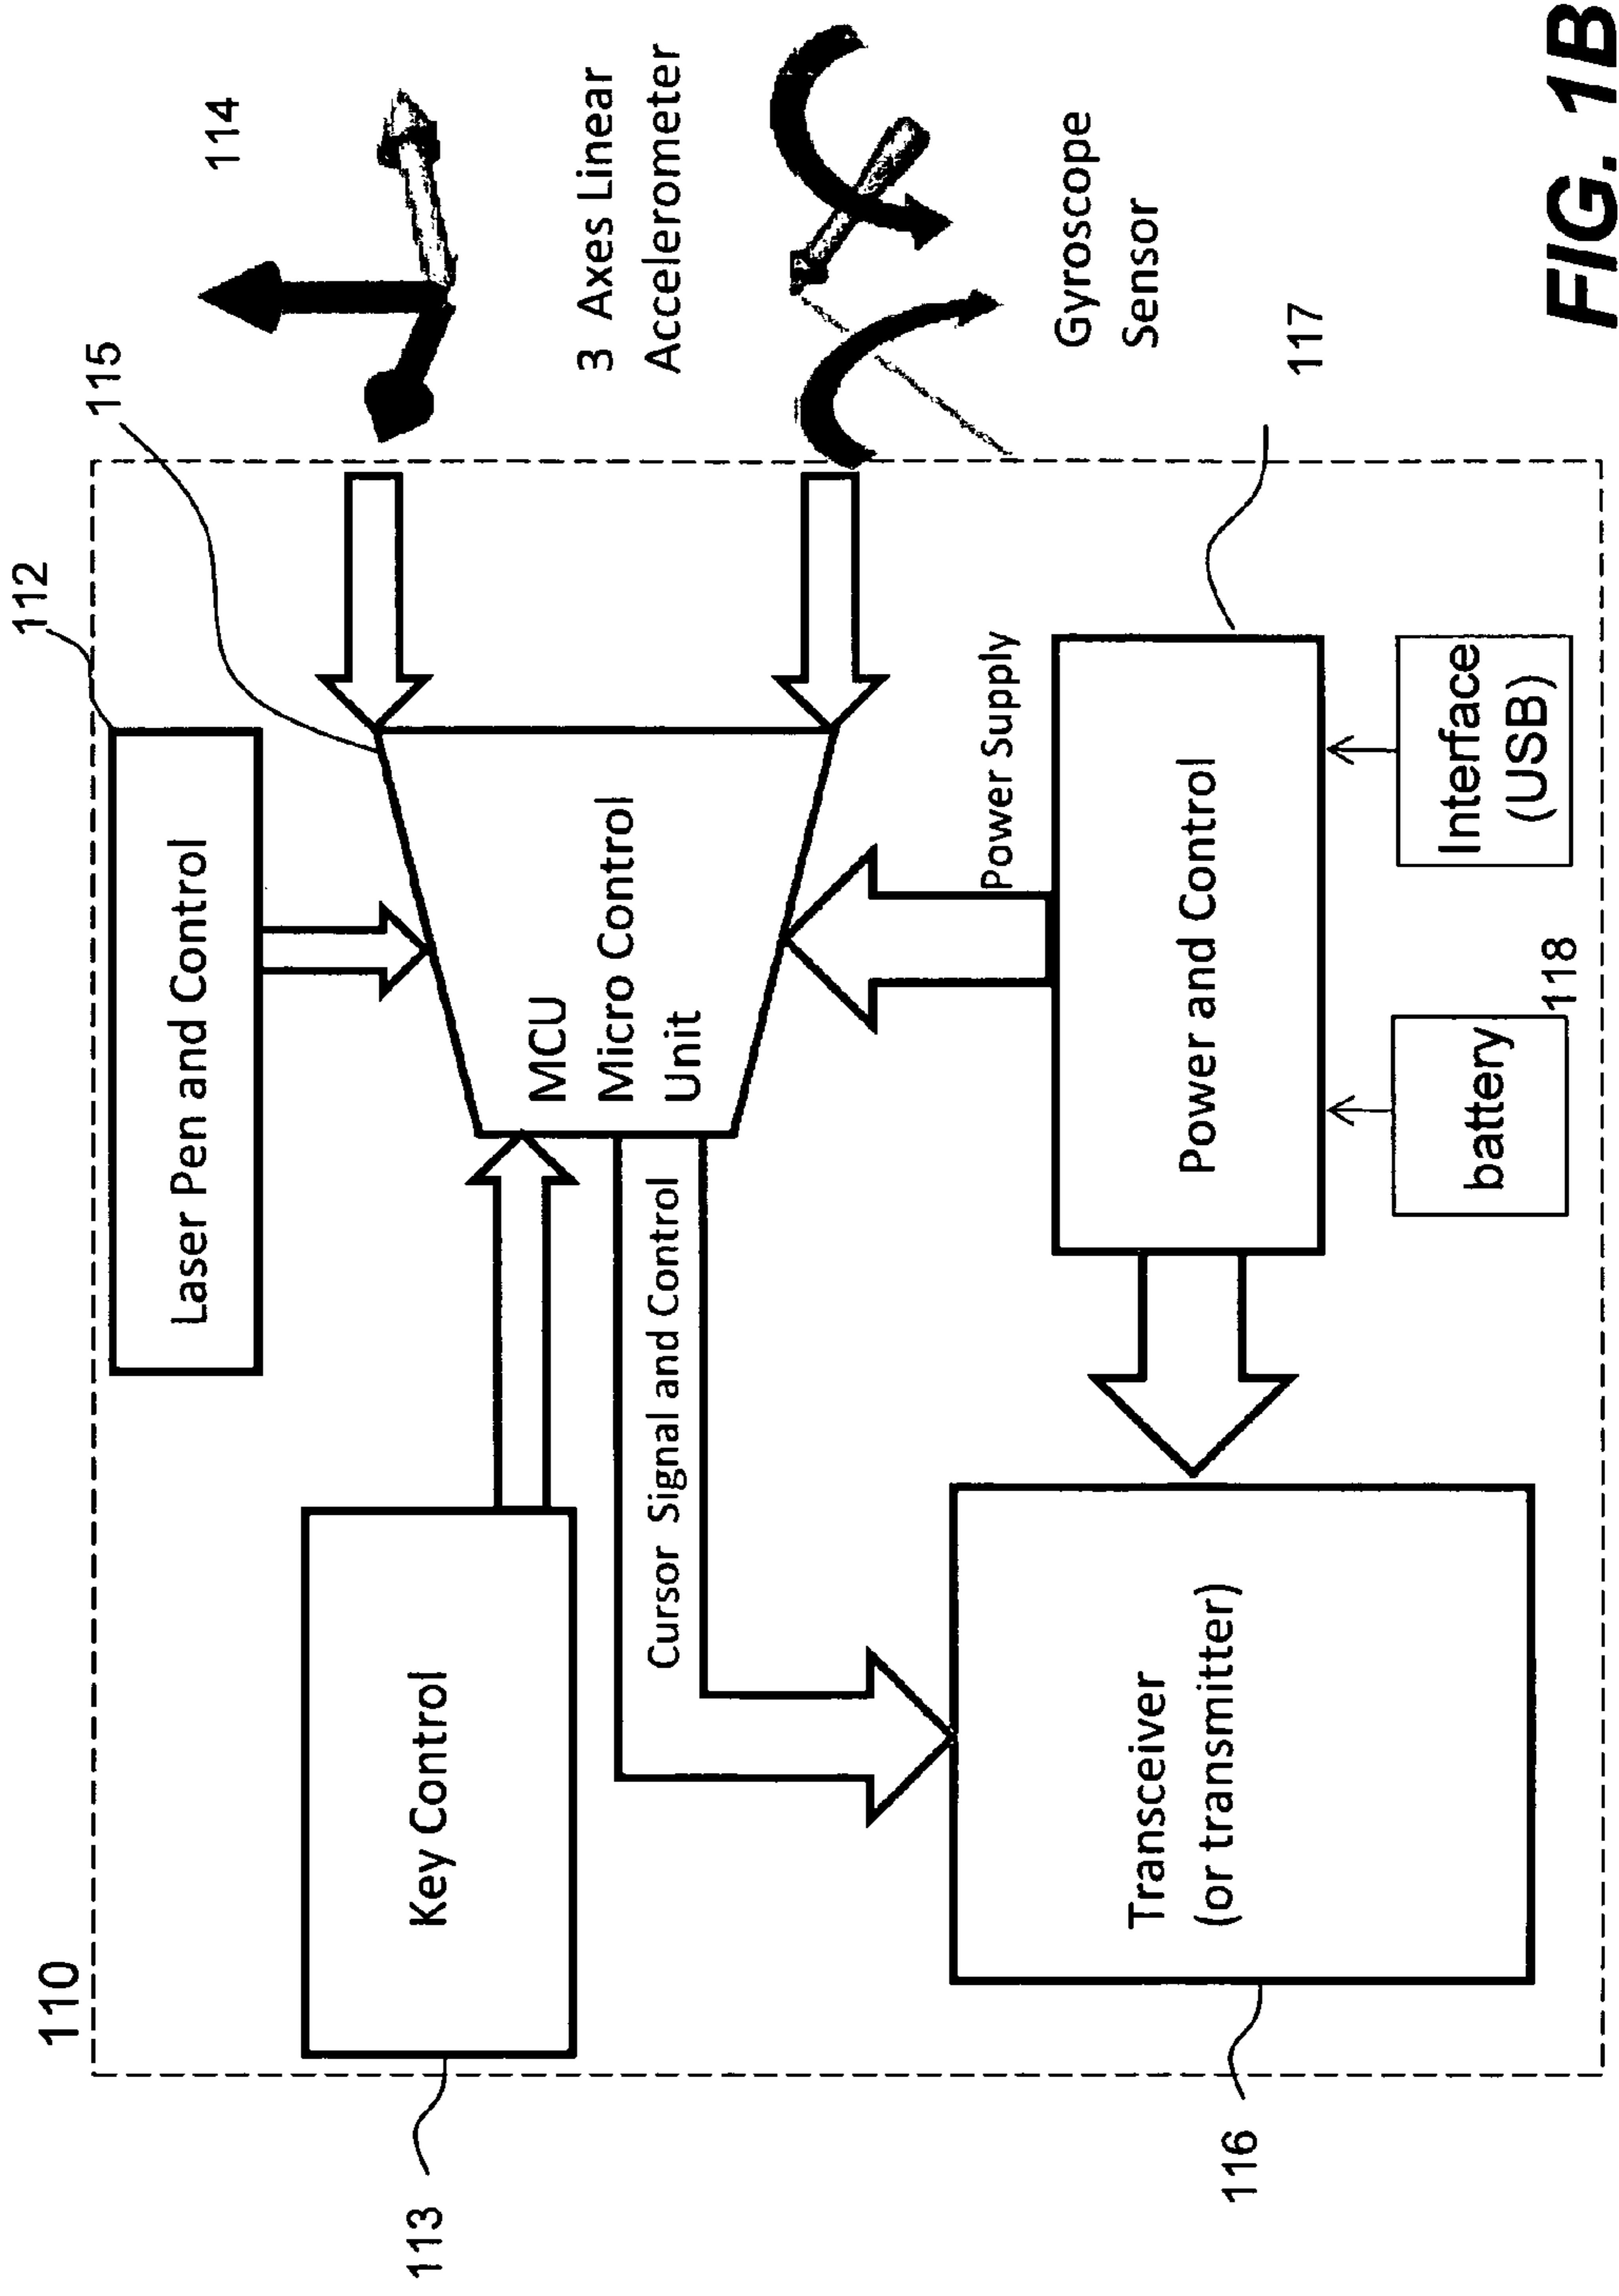 110
112
115
114
Laser Pen and Control
Key Control
113
MCU
Micro Control
Unit
3 Axes Linear
Accelerometer
Cursor Signal and Control
Gyroscope
Sensor
Power Supply
Transceiver
(or transmitter)
116
Power and Control
117
battery
118
Interface
(USB)
FIG. 1B